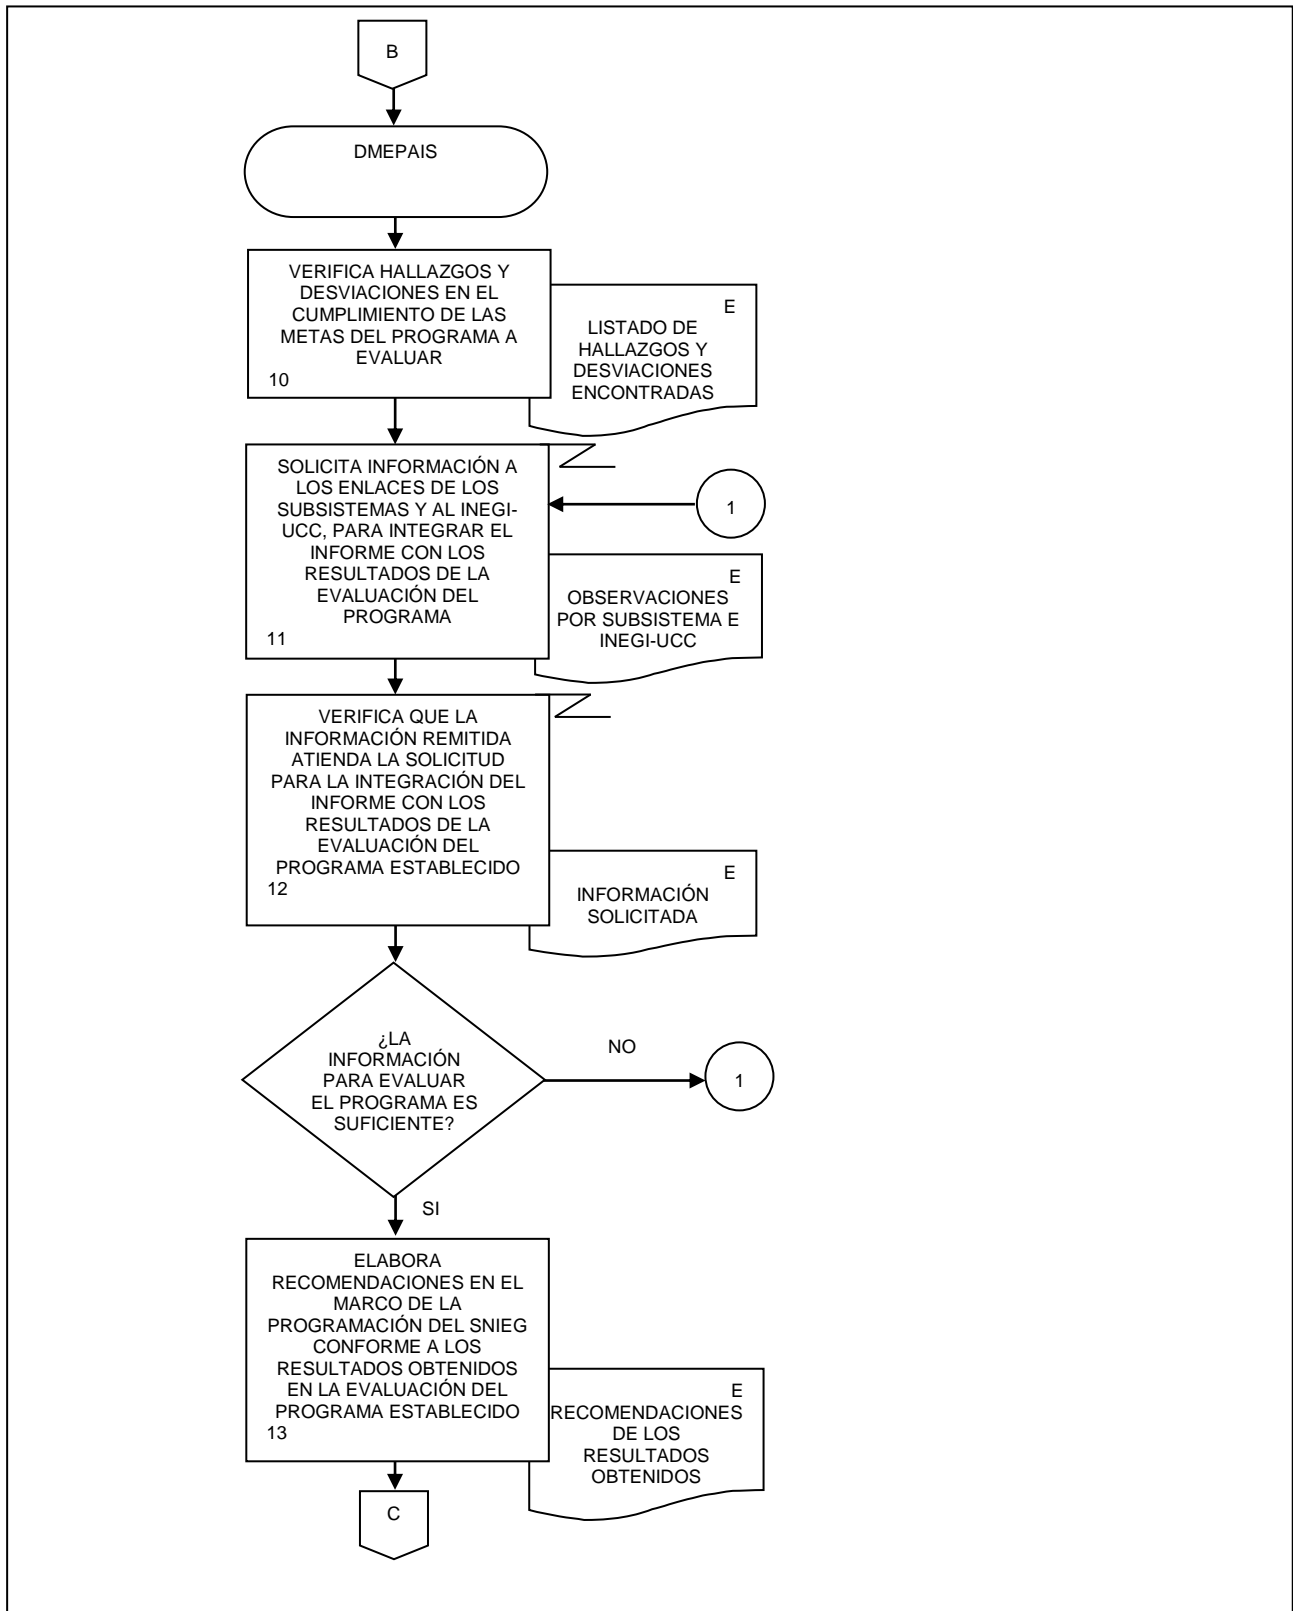 B
DMEPAIS
VERIFICA HALLAZGOS Y
DESVIACIONES EN EL
CUMPLIMIENTO DE LAS
METAS DEL PROGRAMA A
EVALUAR
10
E
LISTADO DE
HALLAZGOS Y
DESVIACIONES
ENCONTRADAS
SOLICITA INFORMACIÓN A
LOS ENLACES DE LOS
SUBSISTEMAS Y AL INEGI-
UCC, PARA INTEGRAR EL
INFORME CON LOS
RESULTADOS DE LA
EVALUACIÓN DEL
PROGRAMA
11
1
E
OBSERVACIONES
POR SUBSISTEMA E
INEGI-UCC
VERIFICA QUE LA
INFORMACIÓN REMITIDA
ATIENDA LA SOLICITUD
PARA LA INTEGRACIÓN DEL
INFORME CON LOS
RESULTADOS DE LA
EVALUACIÓN DEL
PROGRAMA ESTABLECIDO
12
E
INFORMACIÓN
SOLICITADA
¿LA
INFORMACIÓN
PARA EVALUAR
EL PROGRAMA ES
SUFICIENTE?
NO
1
SI
ELABORA
RECOMENDACIONES EN EL
MARCO DE LA
PROGRAMACIÓN DEL SNIEG
CONFORME A LOS
RESULTADOS OBTENIDOS
EN LA EVALUACIÓN DEL
PROGRAMA ESTABLECIDO
13
E
RECOMENDACIONES
DE LOS
RESULTADOS
OBTENIDOS
C